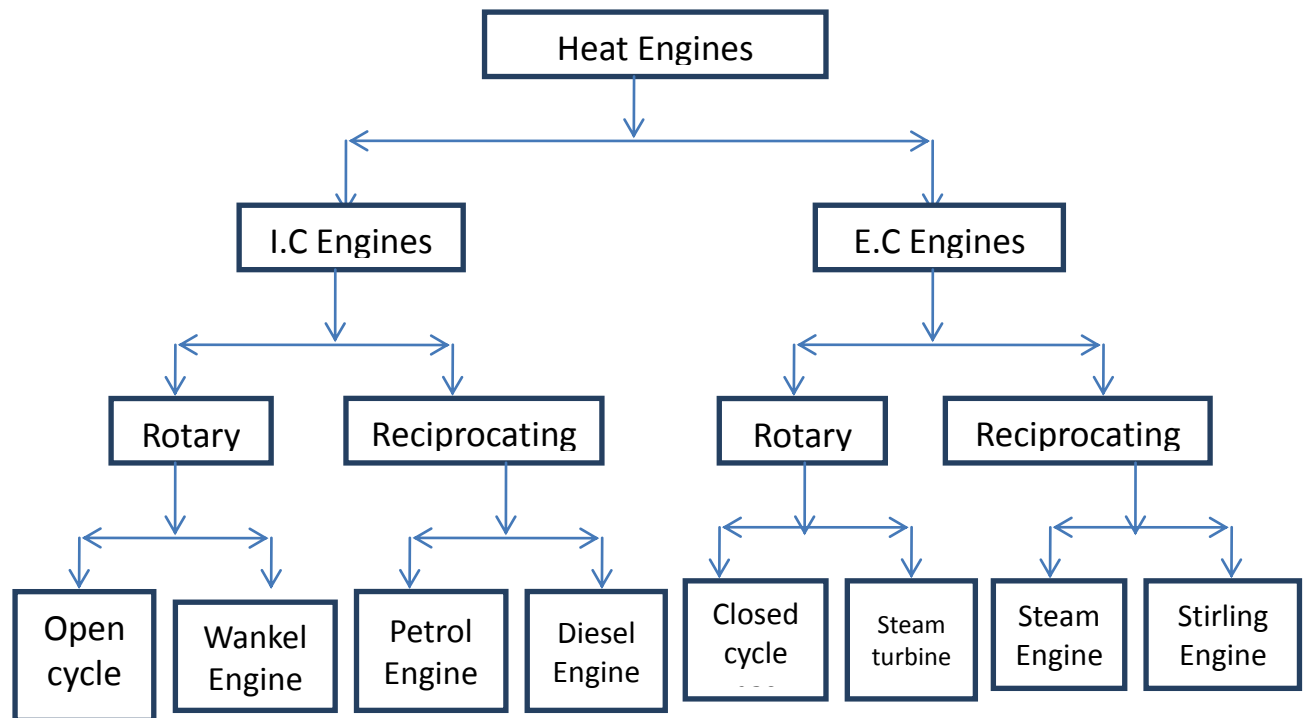 Heat Engines
I.C Engines
E.C Engines
Rotary
Reciprocating
Rotary
Reciprocating
Open
cycle
Wankel
Engine
Petrol
Engine
Diesel
Engine
Closed
cycle
Steam
turbine
Steam
Engine
Stirling
Engine